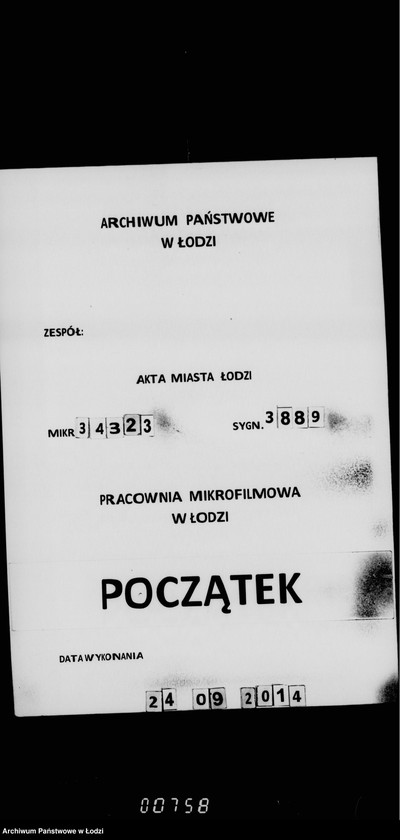 ARCHIWUM PAŃSTWOWE
W ŁODZI
ZESPÓŁ:
AKTA MIASTA ŁODZI
MIKR 34323 SYGN. 3889
PRACOWNIA MIKROFILMOWA
W ŁODZI
POCZĄTEK
DATA WYKONANIA
24 09 2014
00758
Archiwum Państwowe w Łodzi